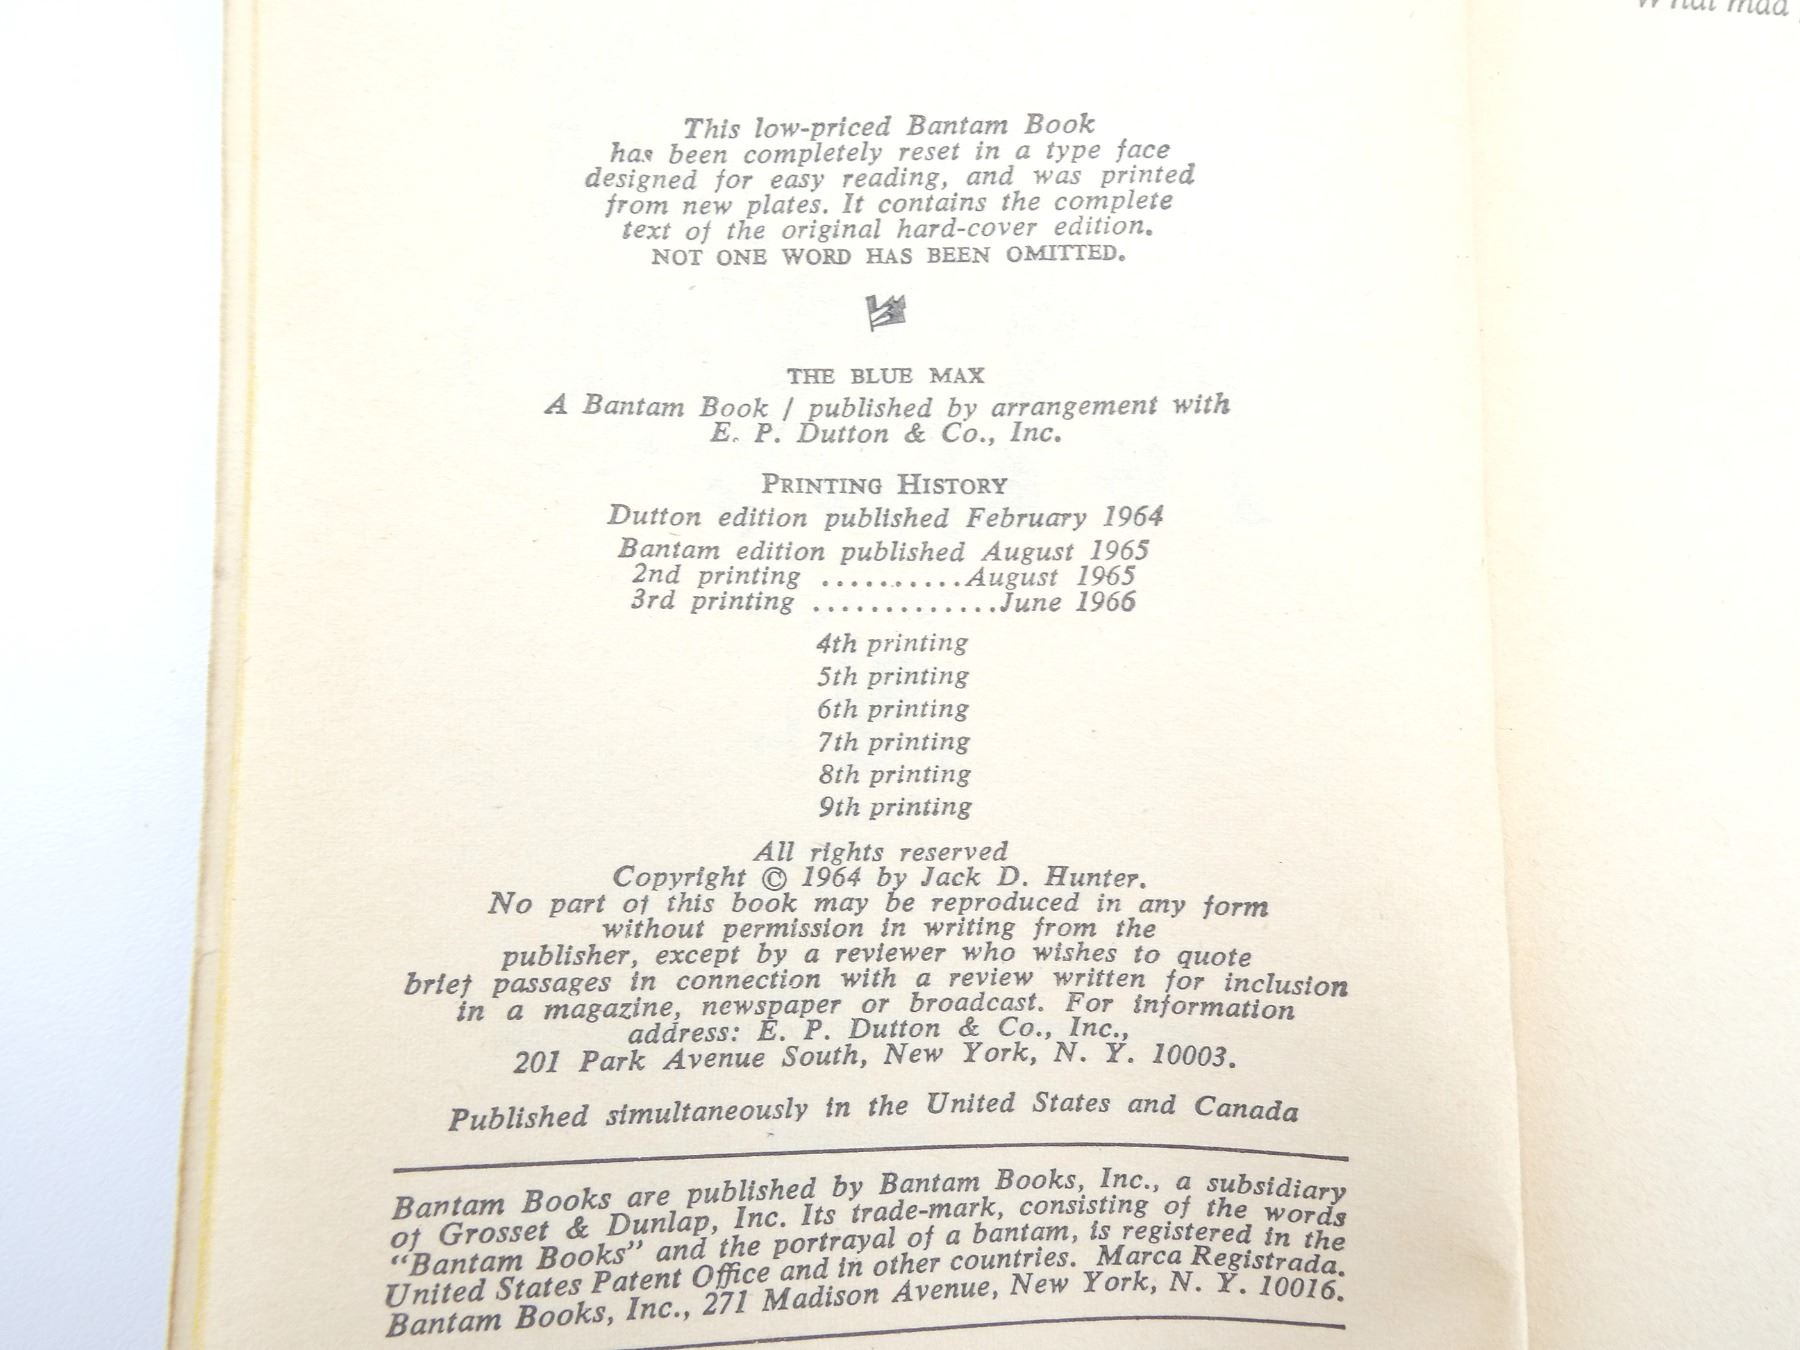 What mad
This low-priced Bantam Book
has been completely reset in a type face
designed for easy reading, and was printed
from new plates. It contains the complete
text of the original hard-cover edition.
NOT ONE WORD HAS BEEN OMITTED.
THE BLUE MAX
A Bantam Book / published by arrangement with
E. P. Dutton & Co., Inc.
PRINTING HISTORY
Dutton edition published February 1964
Bantam edition published August 1965
2nd printing ..........August 1965
3rd printing .............June 1966
4th printing
5th printing
6th printing
7th printing
8th printing
9th printing
All rights reserved
Copyright © 1964 by Jack D. Hunter.
No part of this book may be reproduced in any form
without permission in writing from the
publisher, except by a reviewer who wishes to quote
brief passages in connection with a review written for inclusion
in a magazine, newspaper or broadcast. For information
address: E. P. Dutton & Co., Inc.,
201 Park Avenue South, New York, N. Y. 10003.
Published simultaneously in the United States and Canada
Bantam Books are published by Bantam Books, Inc., a subsidiary
of Grosset & Dunlap, Inc. Its trade-mark, consisting of the words
“Bantam Books” and the portrayal of a bantam, is registered in the
United States Patent Office and in other countries. Marca Registrada.
Bantam Books, Inc., 271 Madison Avenue, New York, N. Y. 10016.